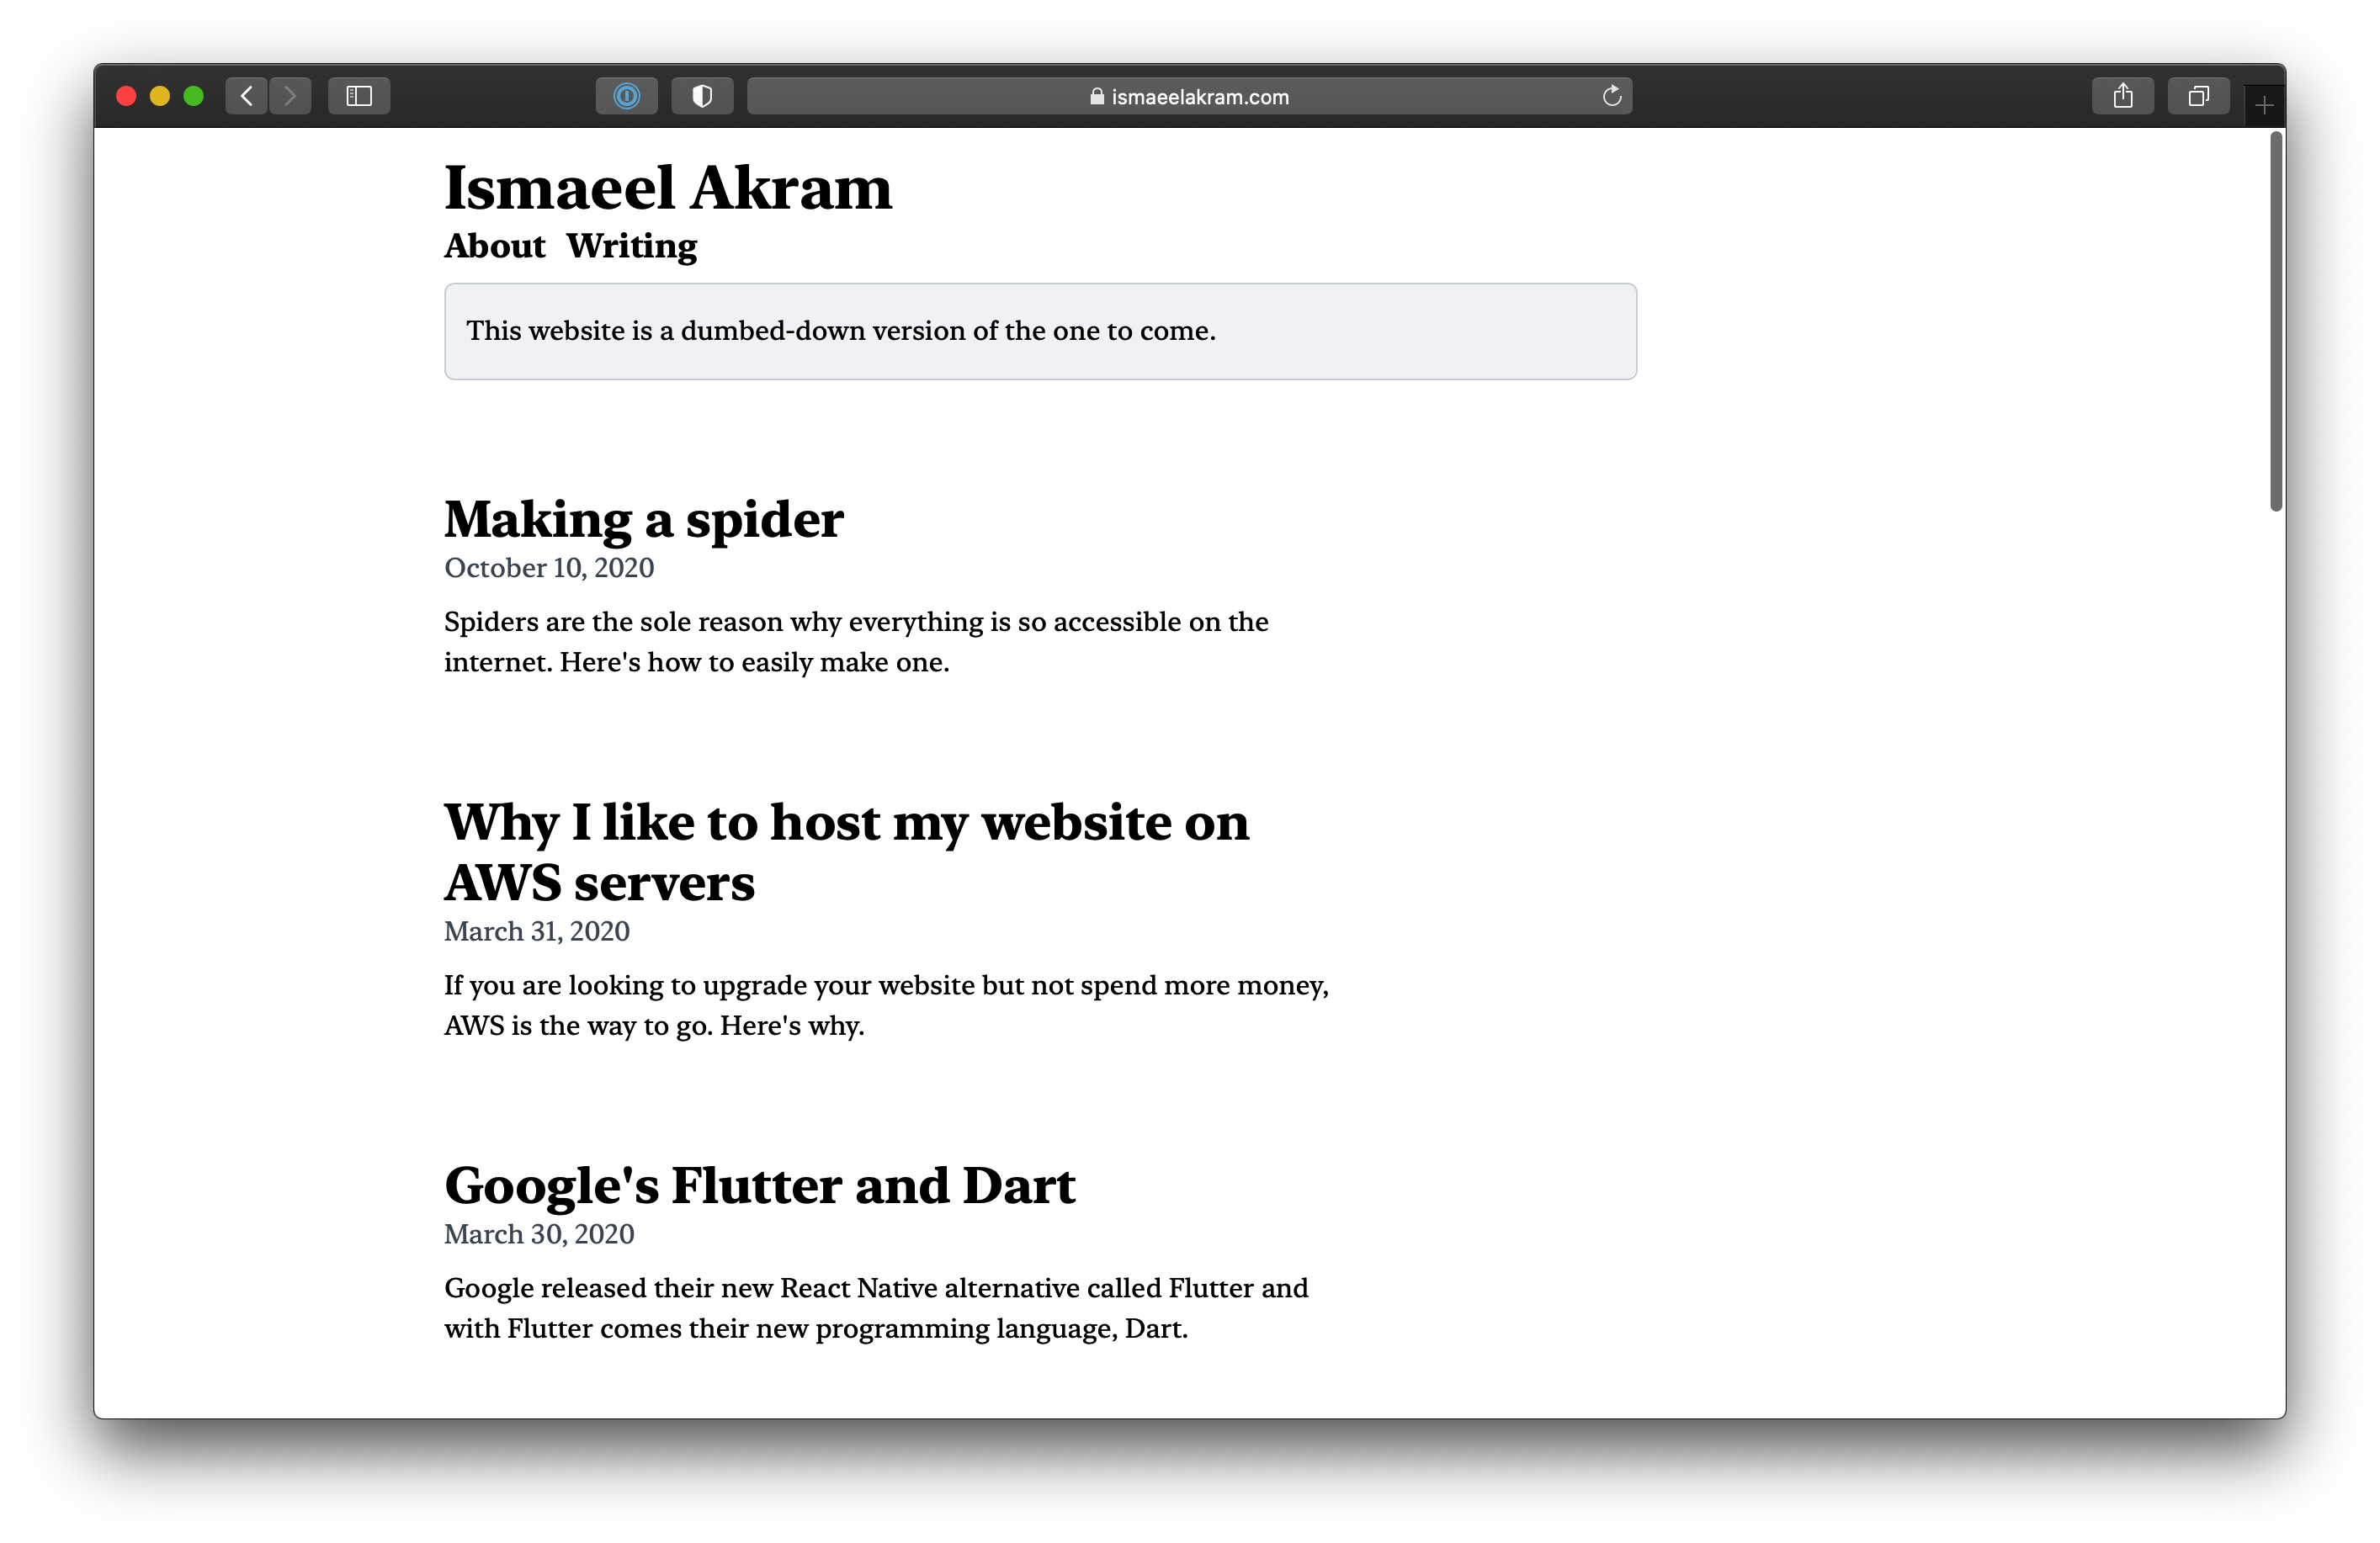 ismaeelakram.com
Ismaeel Akram
About Writing
This website is a dumbed-down version of the one to come.
Making a spider
October 10, 2020
Spiders are the sole reason why everything is so accessible on the
internet. Here's how to easily make one.
Why I like to host my website on
AWS servers
March 31, 2020
If you are looking to upgrade your website but not spend more money,
AWS is the way to go. Here's why.
Google's Flutter and Dart
March 30, 2020
Google released their new React Native alternative called Flutter and
with Flutter comes their new programming language, Dart.